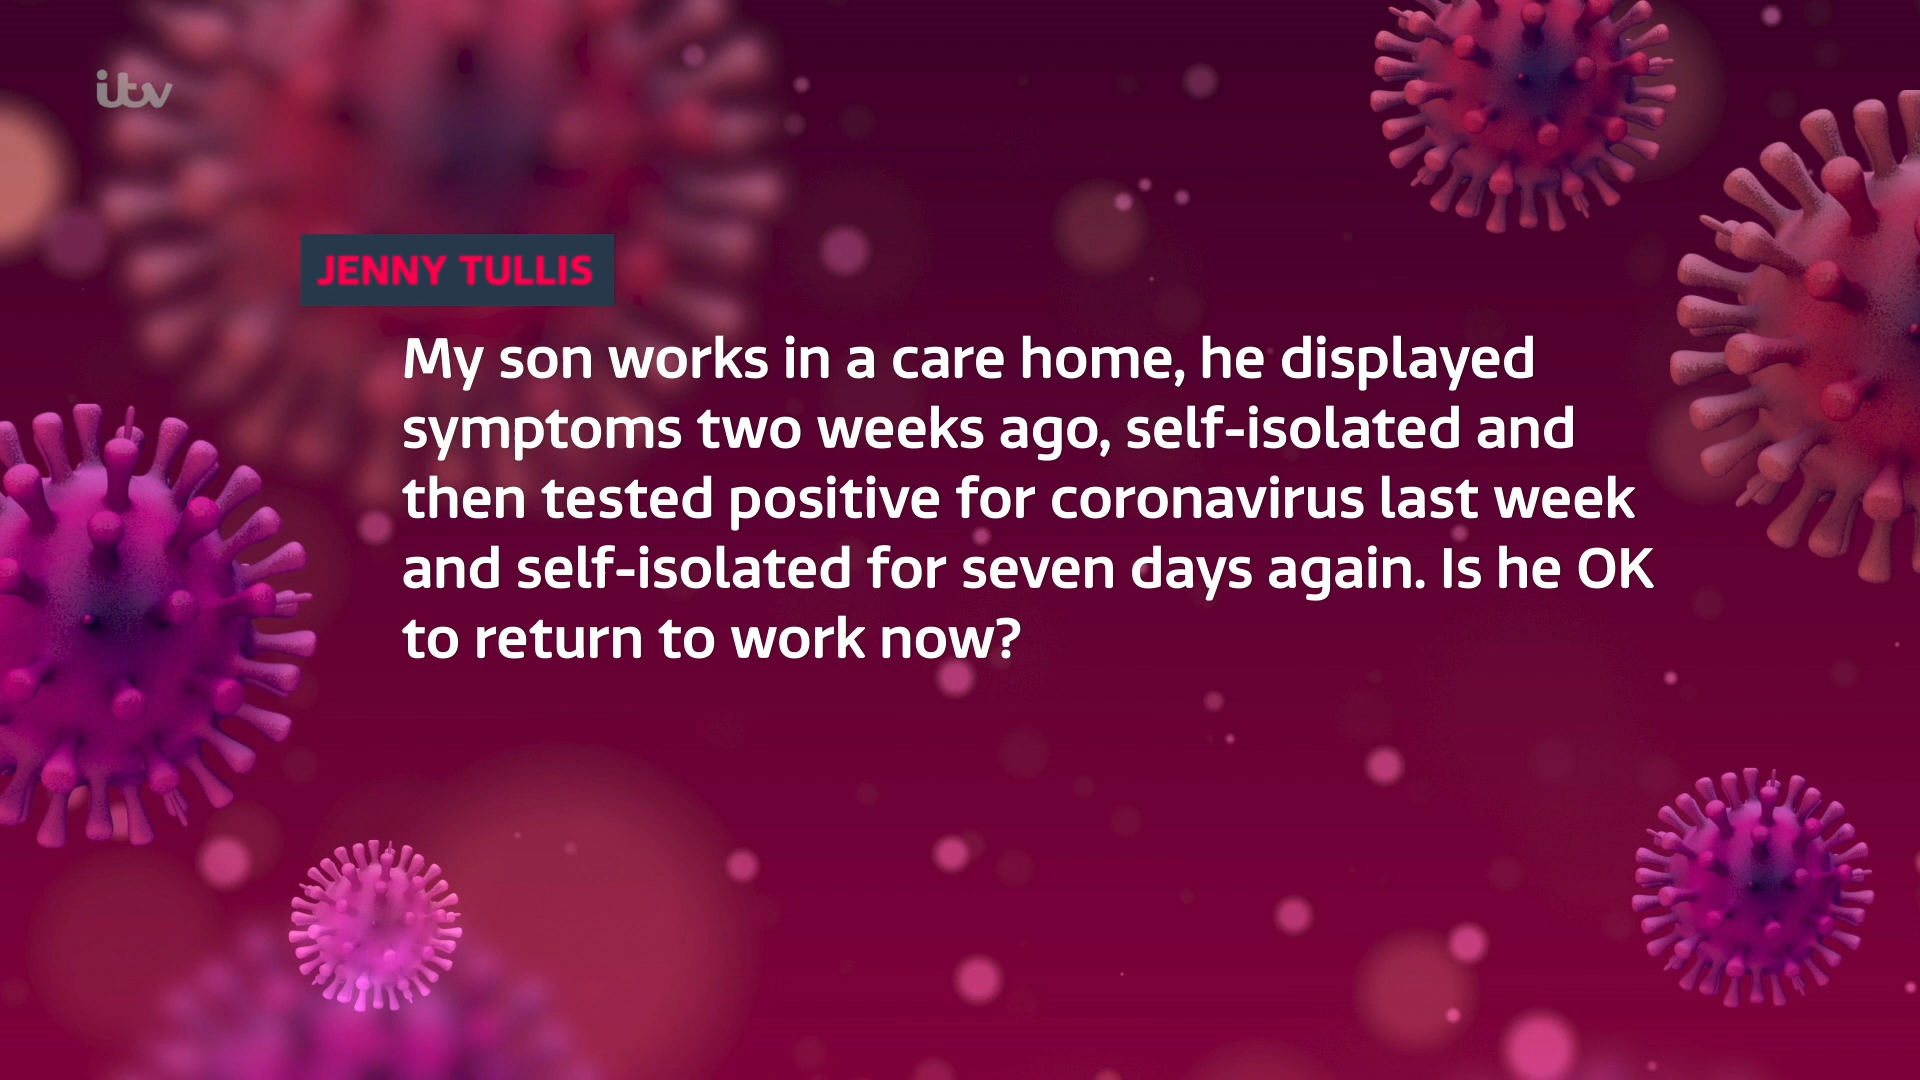 itv
JENNY TULLIS
My son works in a care home, he displayed
symptoms two weeks ago, self-isolated and
then tested positive for coronavirus last week
and self-isolated for seven days again. Is he OK
to return to work now?